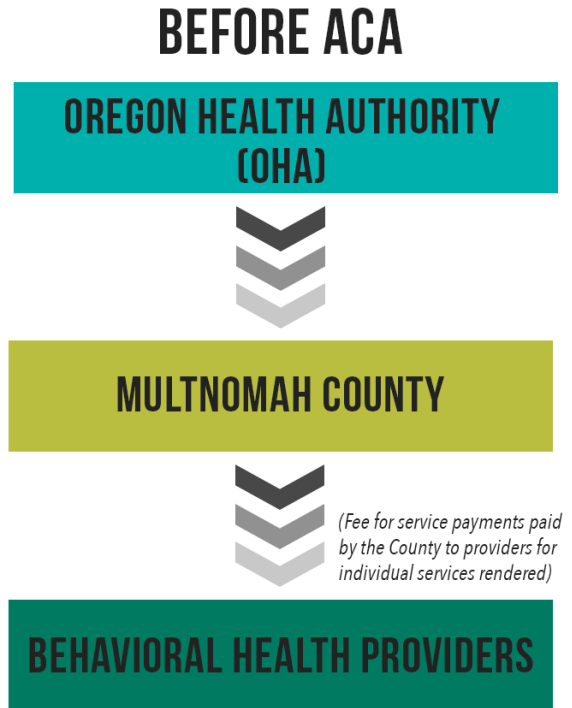 BEFORE ACA
OREGON HEALTH AUTHORITY
(OHA)
MULTNOMAH COUNTY
(Fee for service payments paid
by the County to providers for
individual services rendered)
BEHAVIORAL HEALTH PROVIDERS